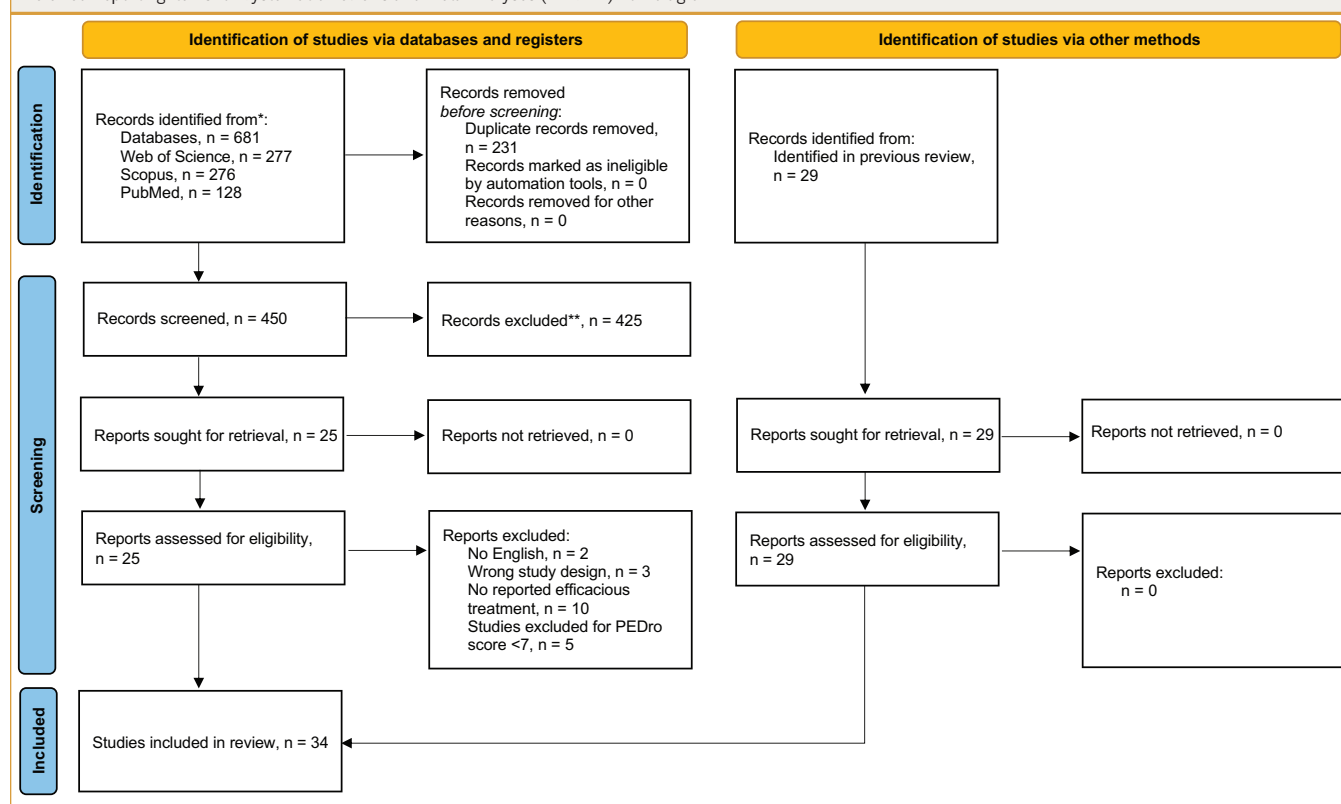 Identification of studies via databases and registers
Identification of studies via other methods
Identification
Records identified from*:
Databases, n = 681
Web of Science, n = 277
Scopus, n = 276
PubMed, n = 128
Records removed
before screening:
Duplicate records removed,
n = 231
Records marked as ineligible
by automation tools, n = 0
Records removed for other
reasons, n = 0
Records identified from:
Identified in previous review,
n = 29
Screening
Records screened, n = 450
Records excluded**, n = 425
Reports sought for retrieval, n = 25
Reports not retrieved, n = 0
Reports sought for retrieval, n = 29
Reports not retrieved, n = 0
Reports assessed for eligibility,
n = 25
Reports excluded:
No English, n = 2
Wrong study design, n = 3
No reported efficacious
treatment, n = 10
Studies excluded for PEDro
score <7, n = 5
Reports assessed for eligibility,
n = 29
Reports excluded:
n = 0
Included
Studies included in review, n = 34